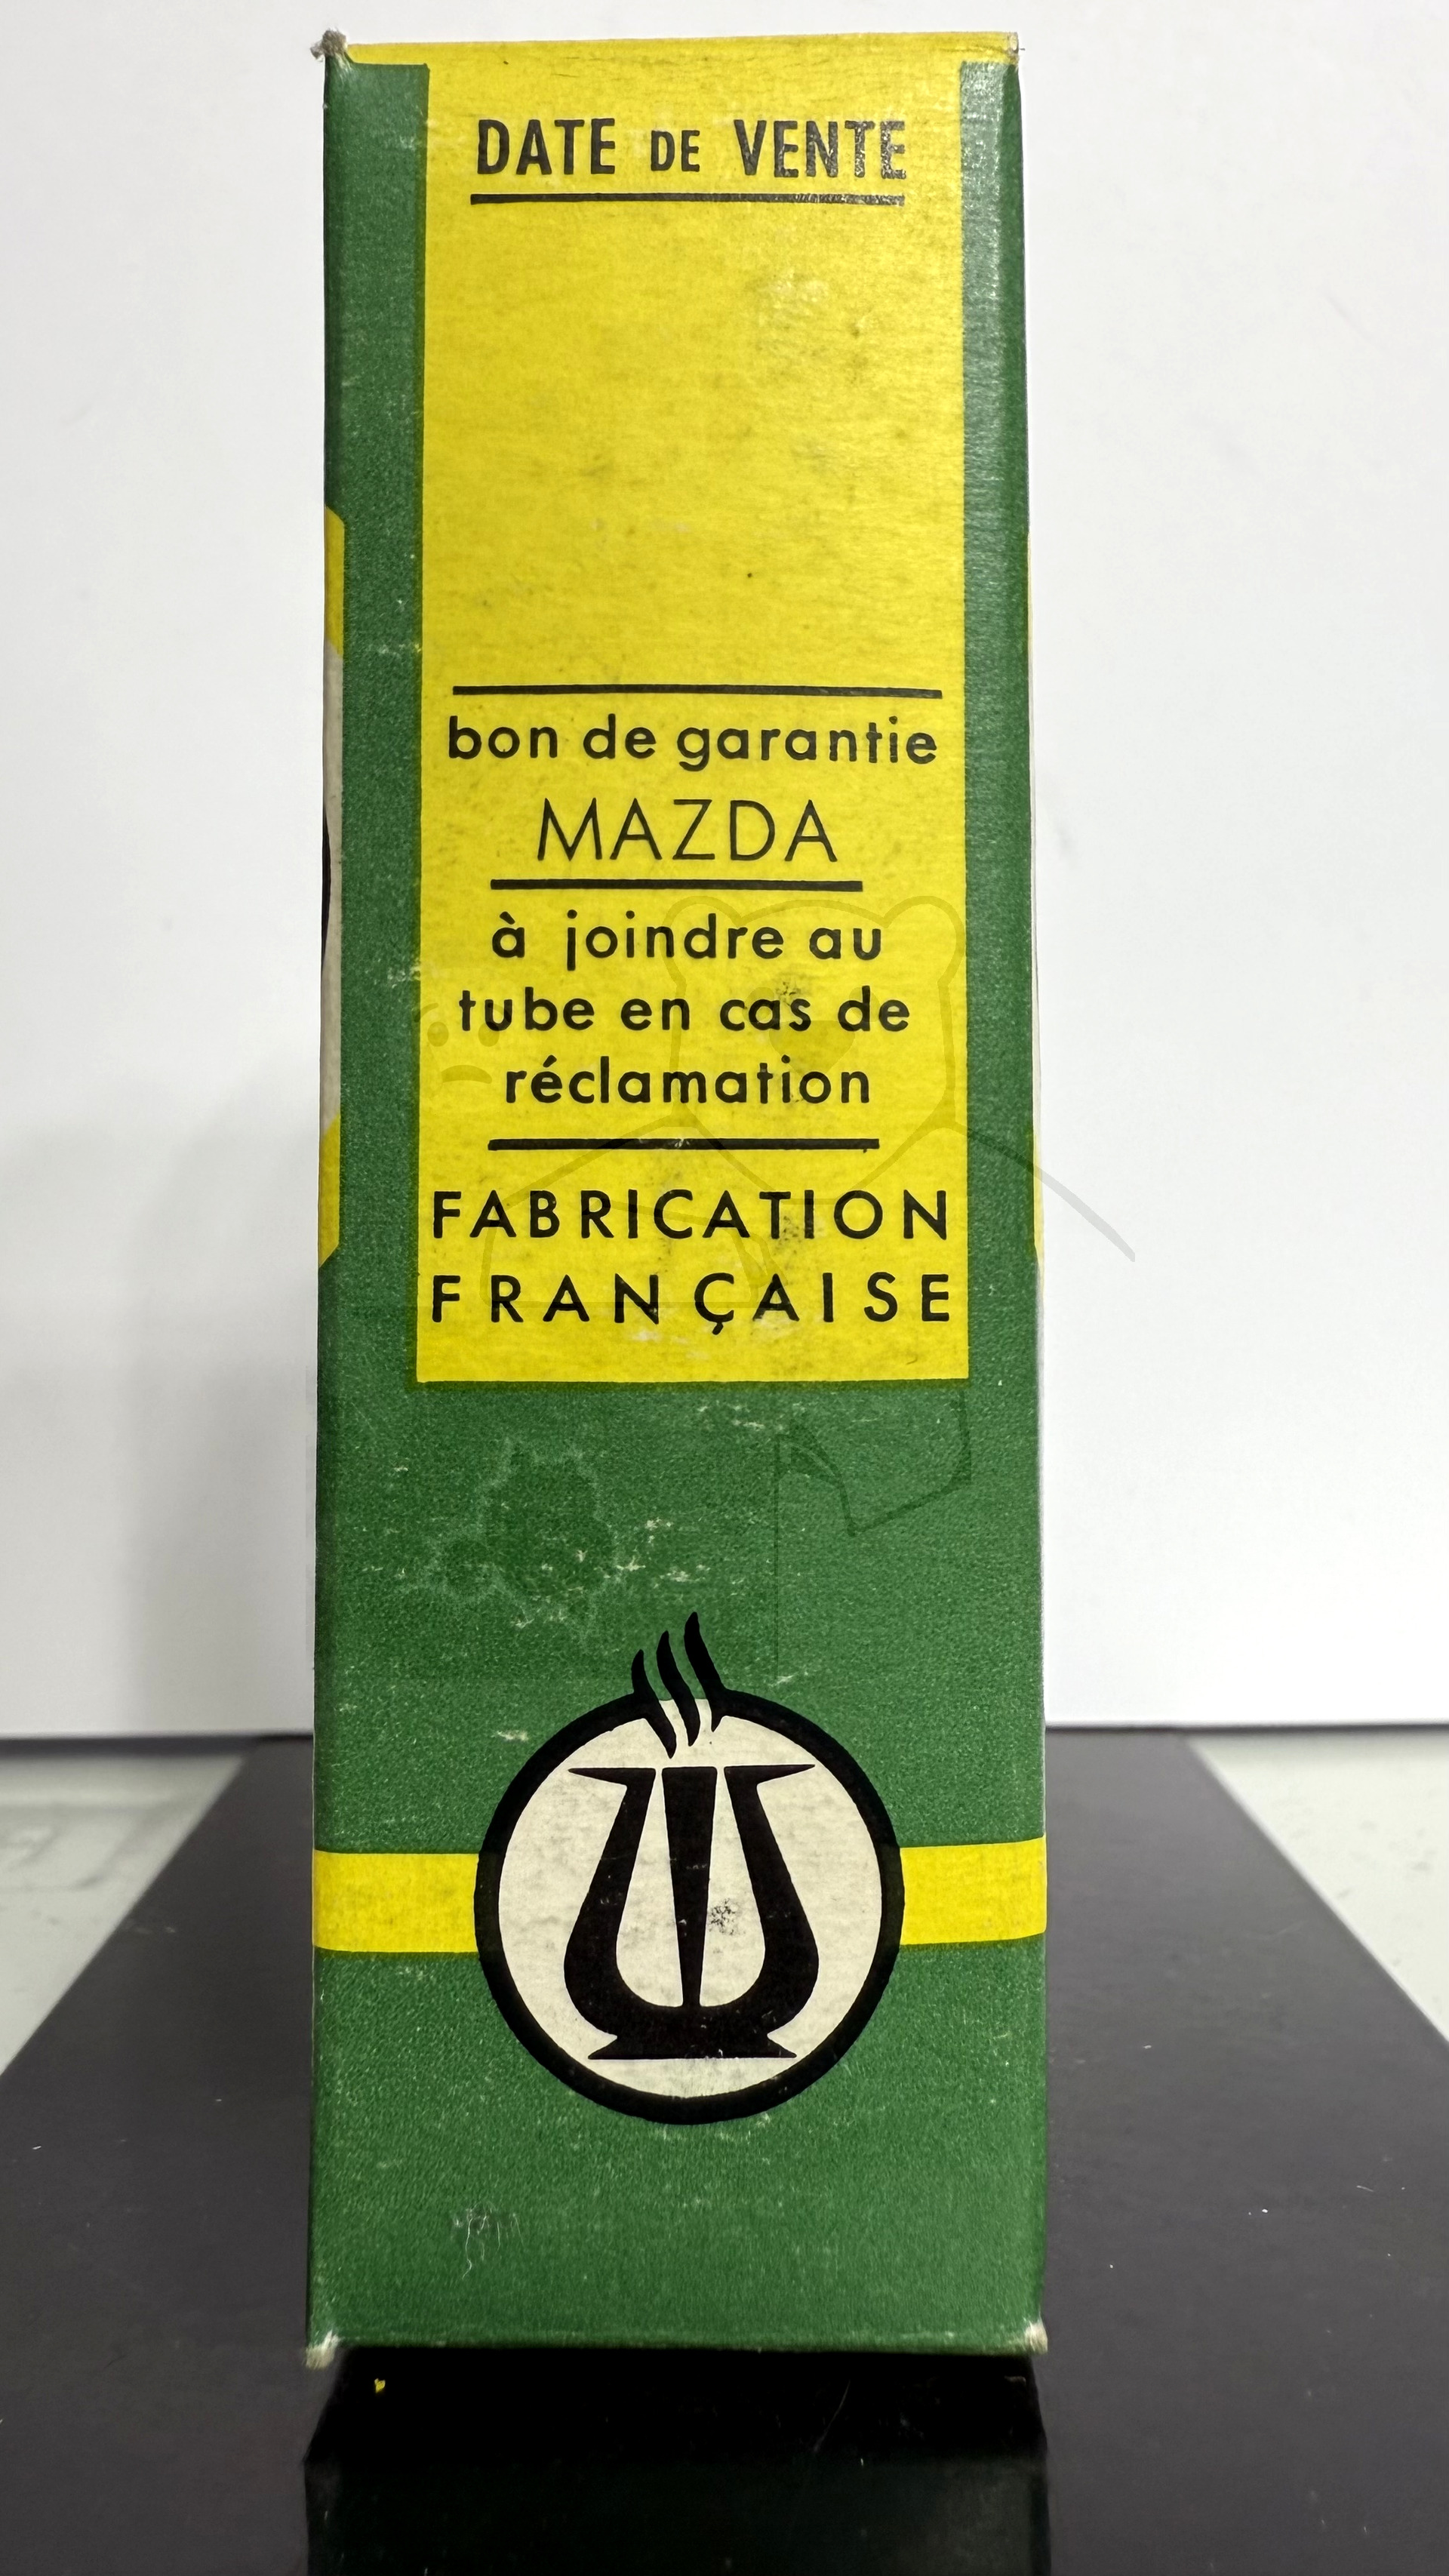 DATE DE VENTE
bon de garantie
MAZDA
à joindre au
tube en cas de
réclamation
FABRICATION
FRANÇAISE